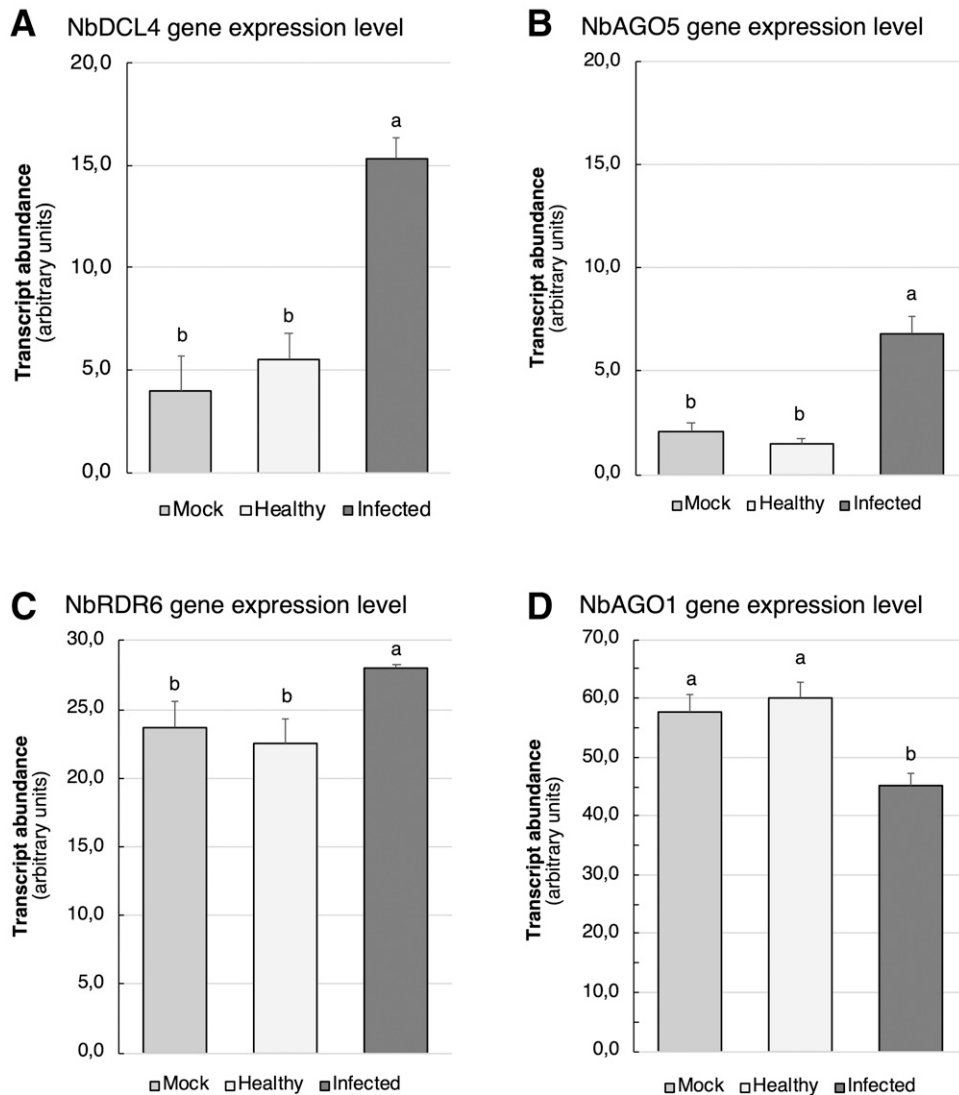 A NbDCL4 gene expression level
20,0
15,0
10,0
5,0
0,0
Transcript abundance
(arbitrary units)
b
b
a
Mock Healthy Infected
B NbAGO5 gene expression level
20,0
15,0
10,0
5,0
0,0
Transcript abundance
(arbitrary units)
b
b
a
Mock Healthy Infected
C NbRDR6 gene expression level
30,0
25,0
20,0
15,0
10,0
5,0
0,0
Transcript abundance
(arbitrary units)
b
b
a
Mock Healthy Infected
D NbAGO1 gene expression level
70,0
60,0
50,0
40,0
30,0
20,0
10,0
0,0
Transcript abundance
(arbitrary units)
a
a
b
Mock Healthy Infected